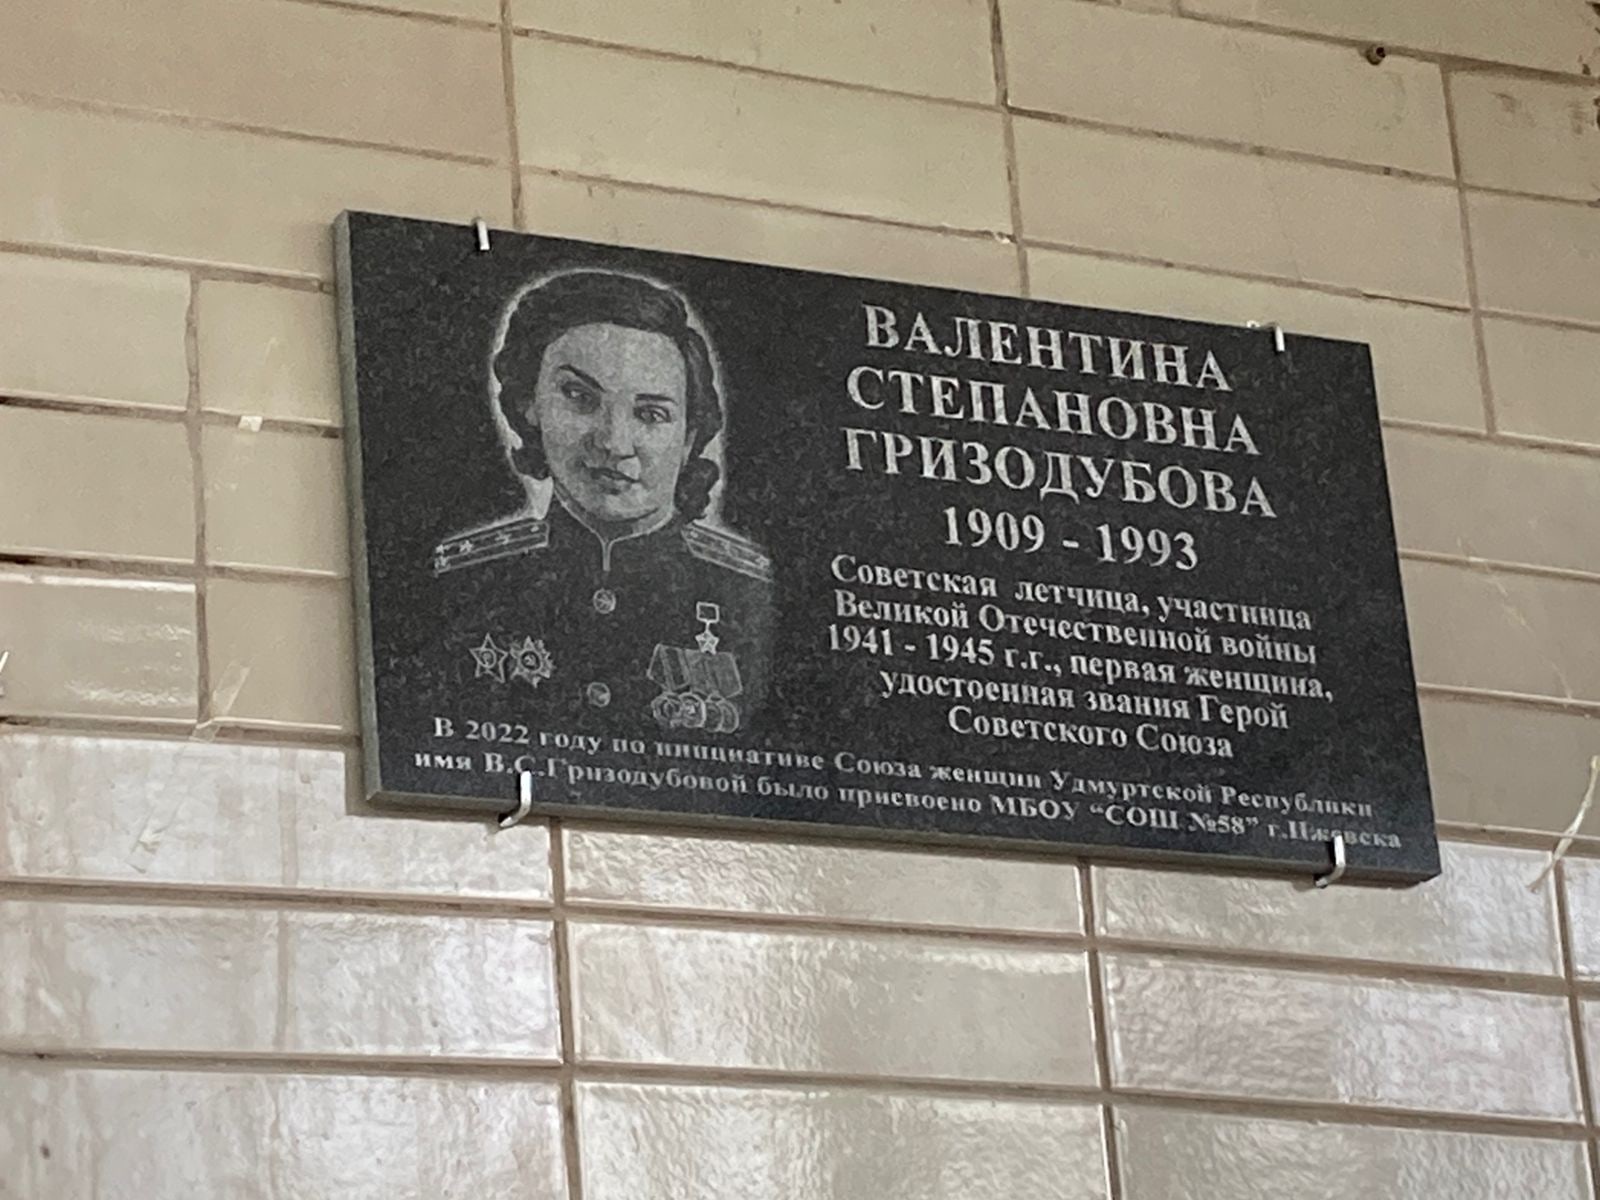 ВАЛЕНТИНА
СТЕПАНОВНА
ГРИЗОДУБОВА
1909 - 1993
Советская летчица, участница
Великой Отечественной войны
1941 - 1945 г.г., первая женщина,
удостоенная звания Герой
Советского Союза
В 2022 году по инициативе Союза женщин Удмуртской Республики
имя В.С.Гризодубовой было присвоено МБОУ “СОШ №58” г.Ижевска